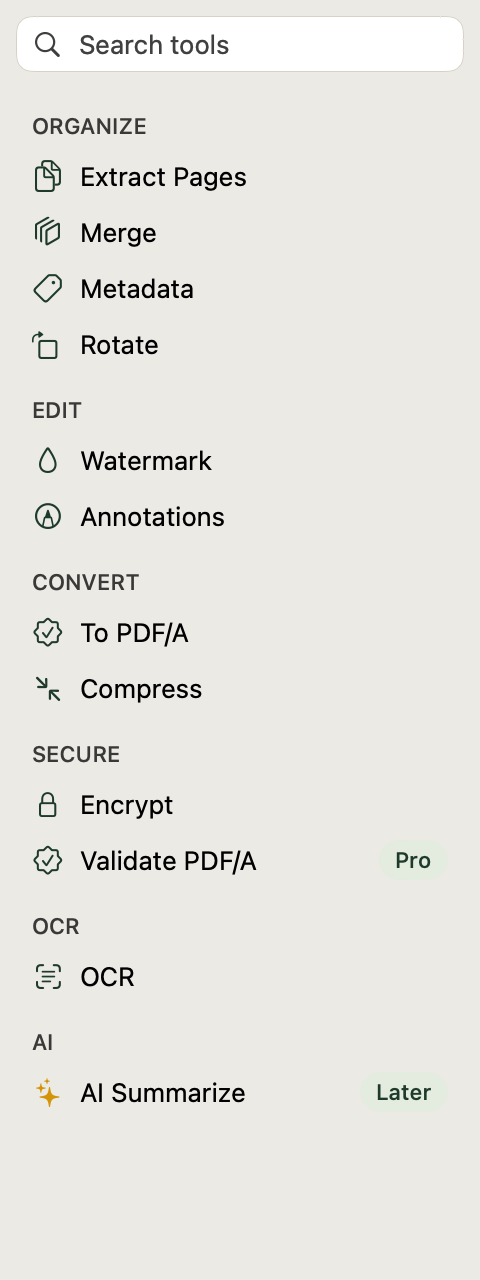 Search tools
ORGANIZE
Extract Pages
Merge
Metadata
Rotate
EDIT
Watermark
Annotations
CONVERT
To PDF/A
Compress
SECURE
Encrypt
Validate PDF/A Pro
OCR
OCR
AI
AI Summarize Later